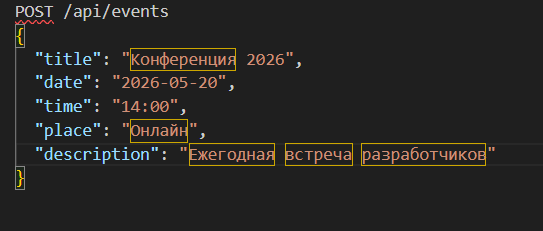 POST /api/events
{
  "title": "Конференция 2026",
  "date": "2026-05-20",
  "time": "14:00",
  "place": "Онлайн",
  "description": "Ежегодная встреча разработчиков"
}